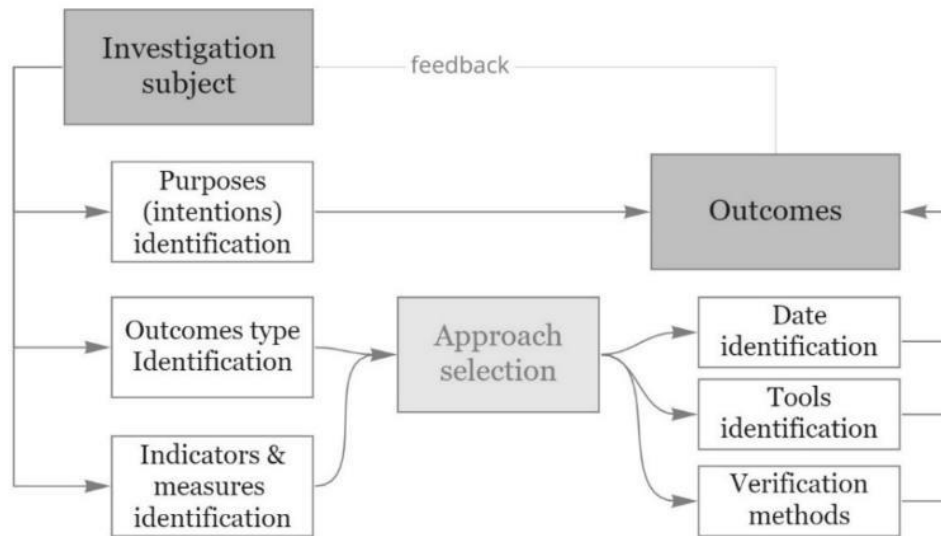 Investigation
subject
feedback
Purposes
(intentions)
identification
Outcomes
Outcomes type
Identification
Approach
selection
Date
identification
Tools
identification
Indicators &
measures
identification
Verification
methods